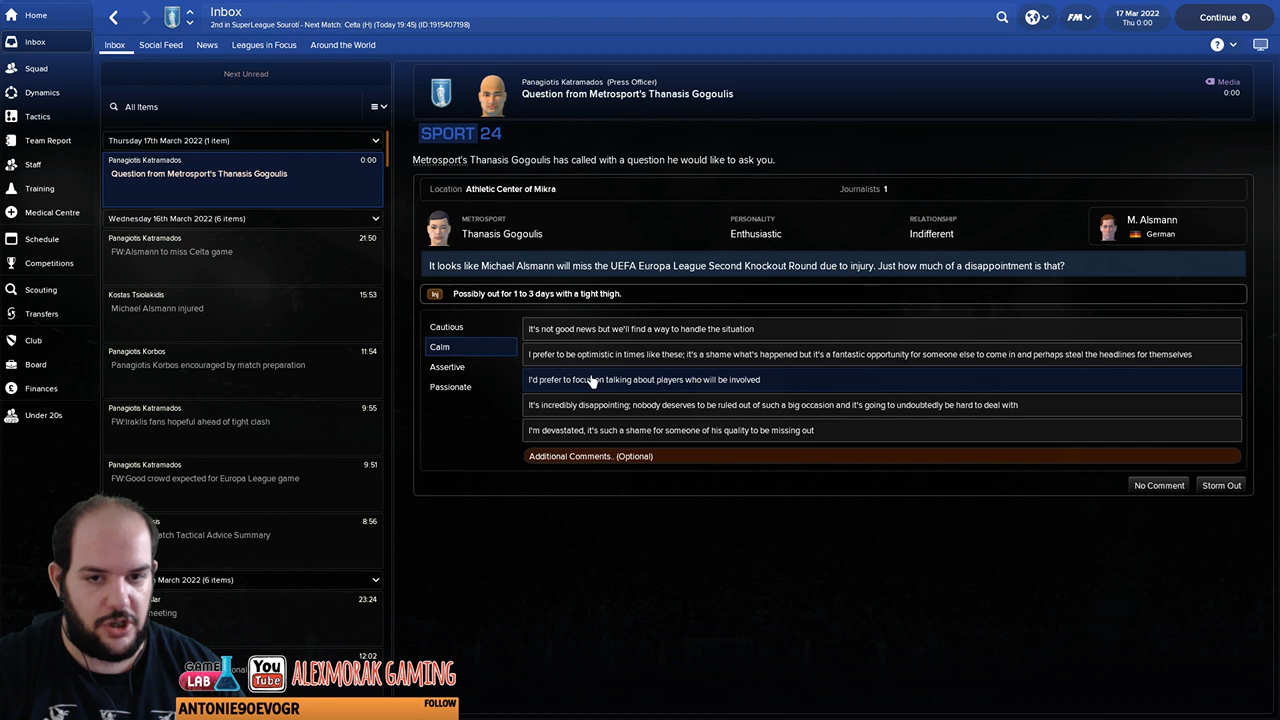 Home
Inbox
Squad
Dynamics
Tactics
Team Report
Staff
Training
Medical Centre
Schedule
Competitions
Scouting
Transfers
Club
Board
Finances
Under 20s
Inbox
2nd in SuperLeague Souroti - Next Match: Celta (H) (Today 19:45) (ID:1915407198)
FM
17 Mar 2022
Thu 0:00
Continue
Inbox
Social Feed
News
Leagues in Focus
Around the World
?
Next Unread
All Items
Thursday 17th March 2022 (1 item)
Panagiotis Katramados 0:00
Question from Metrosport's Thanasis Gogoulis
Wednesday 16th March 2022 (6 items)
Panagiotis Katramados 21:50
FW:Alsmann to miss Celta game
Kostas Tsiolakidis 15:53
Michael Alsmann injured
Panagiotis Korbos 11:54
Panagiotis Korbos encouraged by match preparation
Panagiotis Katramados 9:55
FW:Iraklis fans hopeful ahead of tight clash
Panagiotis Katramados 9:51
FW:Good crowd expected for Europa League game
8:56
atch Tactical Advice Summary
March 2022 (6 items)
23:24
meeting
12:02
Panagiotis Katramados (Press Officer)
Question from Metrosport's Thanasis Gogoulis
Media
0:00
SPORT 24
Metrosport's Thanasis Gogoulis has called with a question he would like to ask you.
Location Athletic Center of Mikra
Journalists 1
METROSPORT
Thanasis Gogoulis
PERSONALITY
Enthusiastic
RELATIONSHIP
Indifferent
M. Alsmann
German
It looks like Michael Alsmann will miss the UEFA Europa League Second Knockout Round due to injury. Just how much of a disappointment is that?
Inj Possibly out for 1 to 3 days with a tight thigh.
Cautious
Calm
Assertive
Passionate
It's not good news but we'll find a way to handle the situation
I prefer to be optimistic in times like these; it's a shame what's happened but it's a fantastic opportunity for someone else to come in and perhaps steal the headlines for themselves
I'd prefer to focus on talking about players who will be involved
It's incredibly disappointing; nobody deserves to be ruled out of such a big occasion and it's going to undoubtedly be hard to deal with
I'm devastated, it's such a shame for someone of his quality to be missing out
Additional Comments.. (Optional)
No Comment
Storm Out
GAME LAB
You Tube
ALEXMORAK GAMING
ANTONIE90EVOGR
FOLLOW